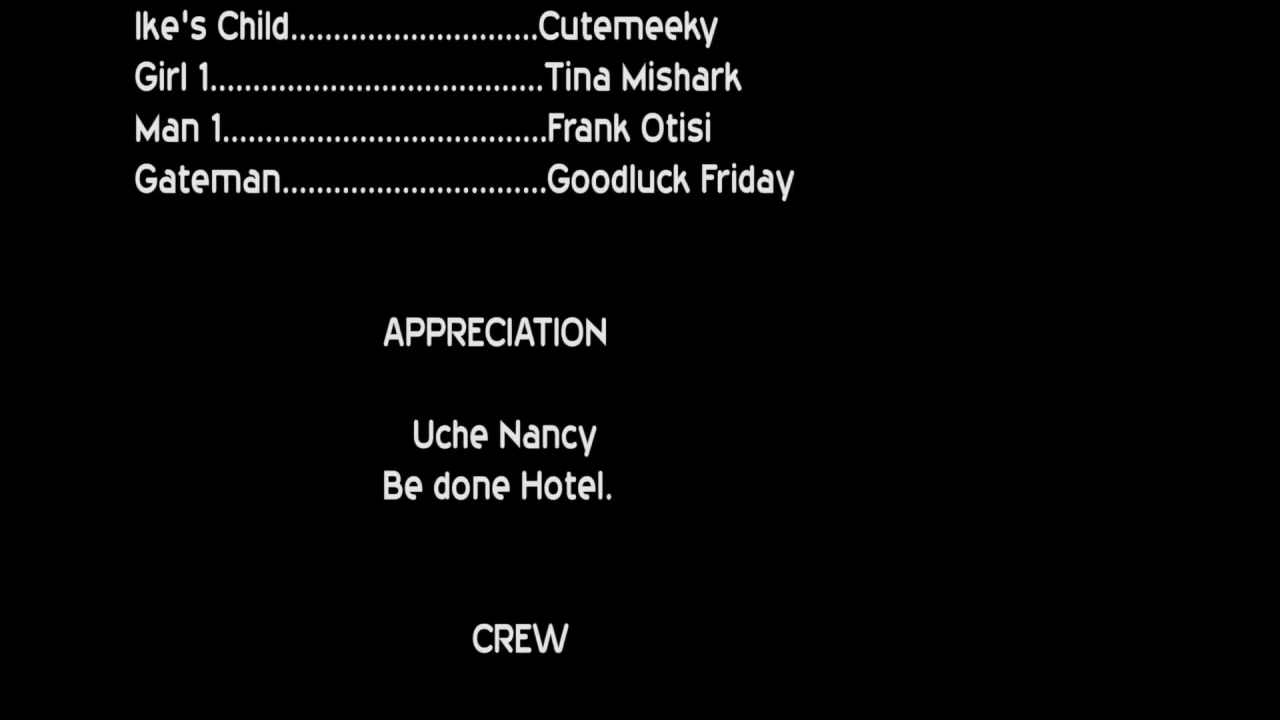 Ike's Child.............................Cutemeeky
Girl 1.......................................Tina Mishark
Man 1......................................Frank Otisi
Gateman...............................Goodluck Friday
APPRECIATION
Uche Nancy
Be done Hotel.
CREW